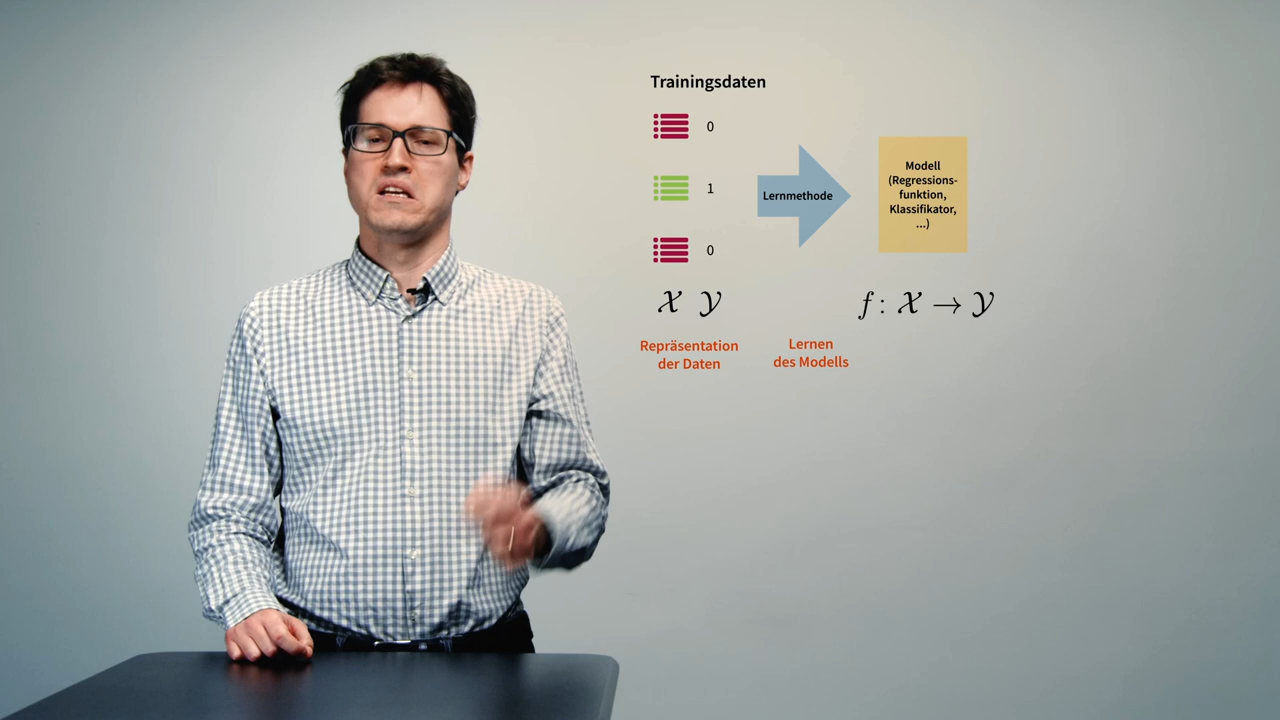 Trainingsdaten
0
1
0
Lernmethode
Modell
(Regressions-
funktion,
Klassifikator,
...)
𝒳 𝒴
f : 𝒳 → 𝒴
Repräsentation
der Daten
Lernen
des Modells